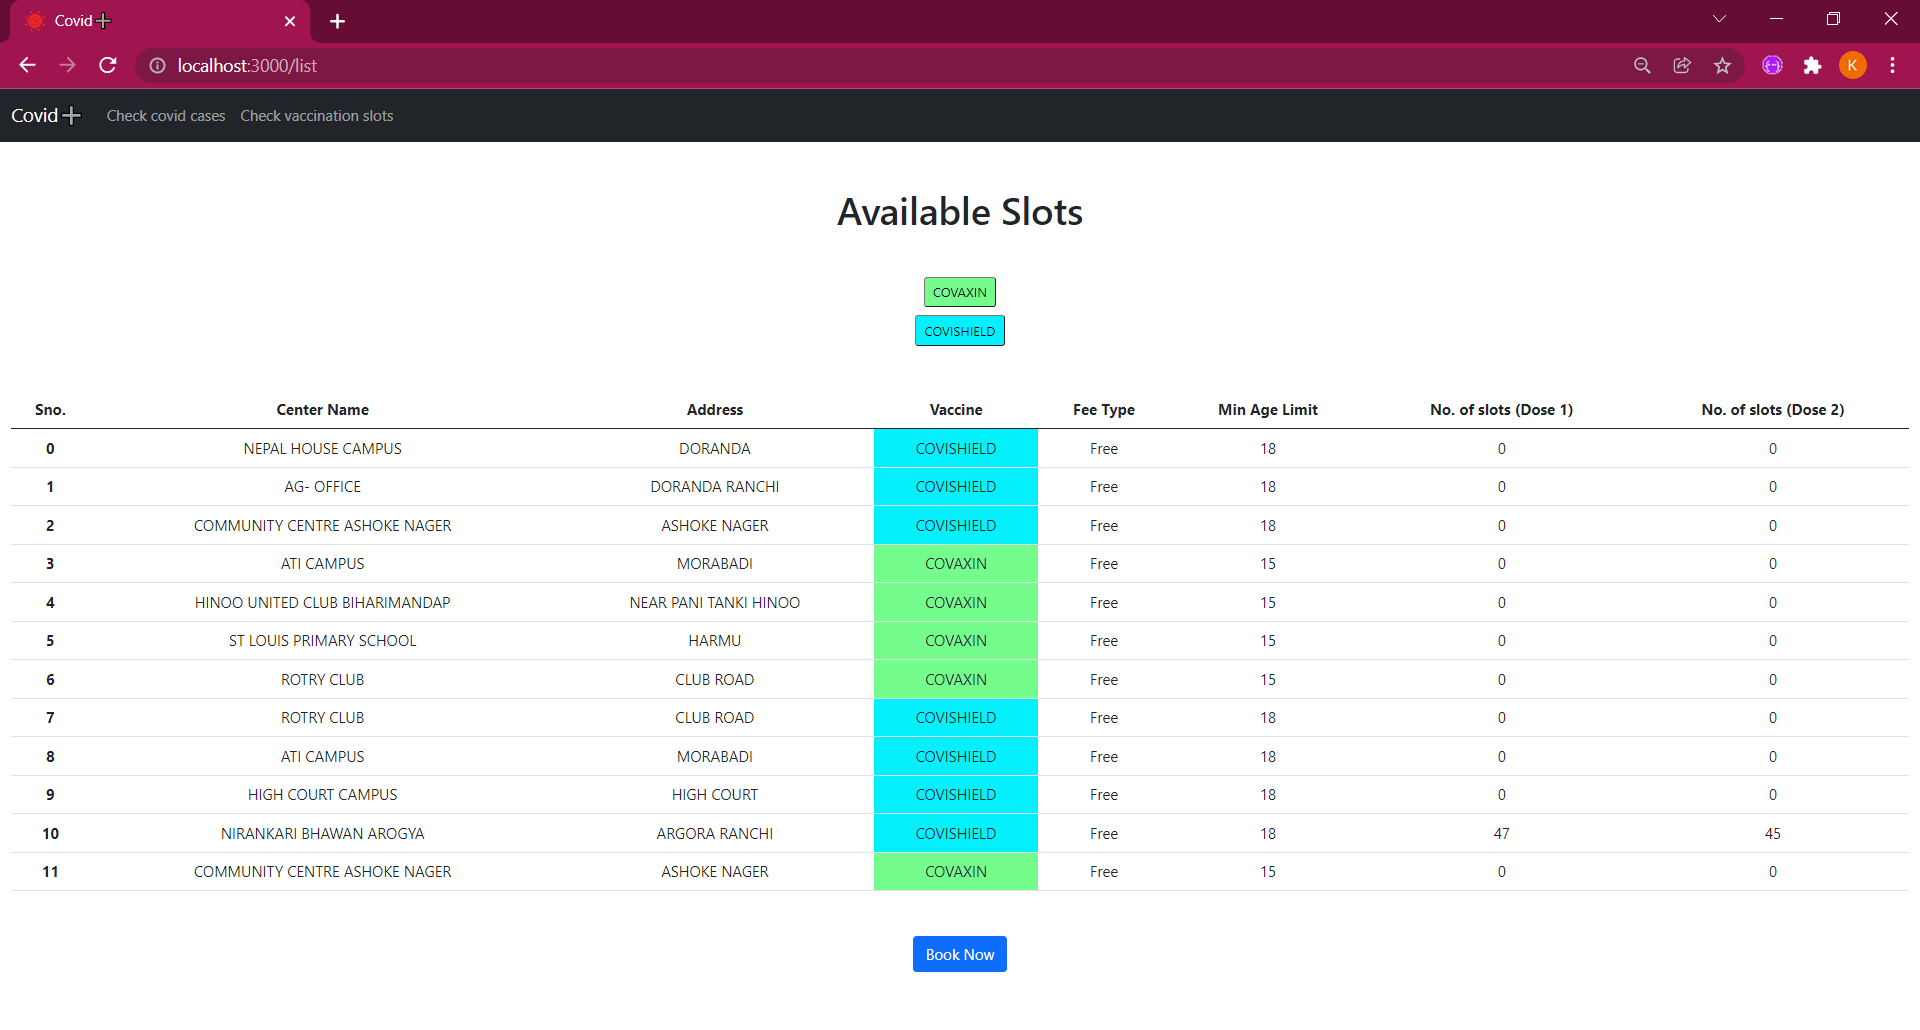 Covid➕
localhost:3000/list
K
Covid➕ Check covid cases Check vaccination slots
Available Slots
COVAXIN
COVISHIELD
Sno. Center Name Address Vaccine Fee Type Min Age Limit No. of slots (Dose 1) No. of slots (Dose 2)
0 NEPAL HOUSE CAMPUS DORANDA COVISHIELD Free 18 0 0
1 AG- OFFICE DORANDA RANCHI COVISHIELD Free 18 0 0
2 COMMUNITY CENTRE ASHOKE NAGER ASHOKE NAGER COVISHIELD Free 18 0 0
3 ATI CAMPUS MORABADI COVAXIN Free 15 0 0
4 HINOO UNITED CLUB BIHARIMANDAP NEAR PANI TANKI HINOO COVAXIN Free 15 0 0
5 ST LOUIS PRIMARY SCHOOL HARMU COVAXIN Free 15 0 0
6 ROTRY CLUB CLUB ROAD COVAXIN Free 15 0 0
7 ROTRY CLUB CLUB ROAD COVISHIELD Free 18 0 0
8 ATI CAMPUS MORABADI COVISHIELD Free 18 0 0
9 HIGH COURT CAMPUS HIGH COURT COVISHIELD Free 18 0 0
10 NIRANKARI BHAWAN AROGYA ARGORA RANCHI COVISHIELD Free 18 47 45
11 COMMUNITY CENTRE ASHOKE NAGER ASHOKE NAGER COVAXIN Free 15 0 0
Book Now